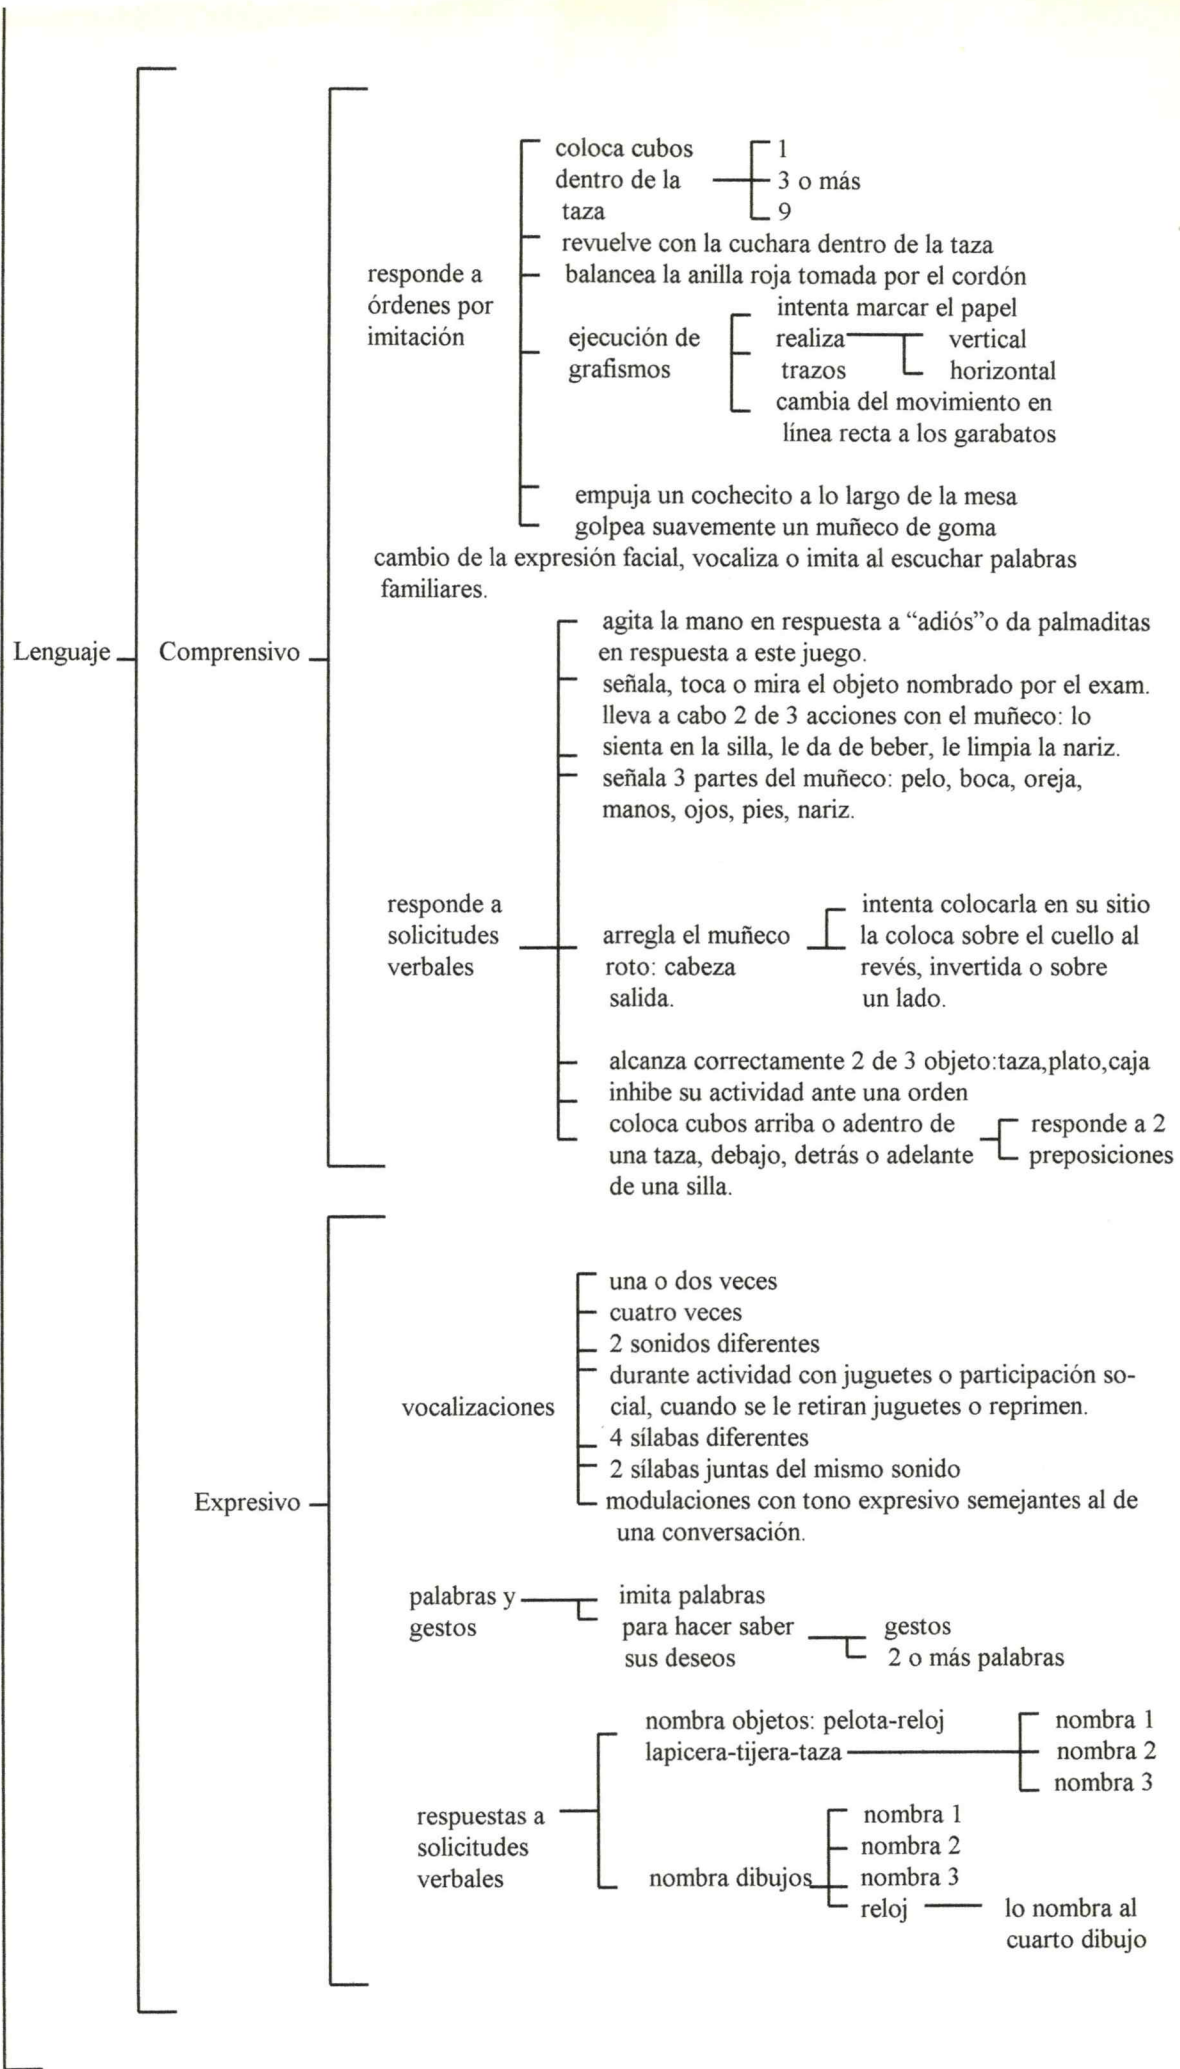 coloca cubos
dentro de la
taza
1
3 o más
9
revuelve con la cuchara dentro de la taza
balancea la anilla roja tomada por el cordón
responde a
órdenes por
imitación
ejecución de
grafismos
intenta marcar el papel
realiza
trazos
vertical
horizontal
cambia del movimiento en
línea recta a los garabatos
empuja un cochecito a lo largo de la mesa
golpea suavemente un muñeco de goma
cambio de la expresión facial, vocaliza o imita al escuchar palabras
familiares.
Lenguaje
Comprensivo
agita la mano en respuesta a “adiós”o da palmaditas
en respuesta a este juego.
señala, toca o mira el objeto nombrado por el exam.
lleva a cabo 2 de 3 acciones con el muñeco: lo
sienta en la silla, le da de beber, le limpia la nariz.
señala 3 partes del muñeco: pelo, boca, oreja,
manos, ojos, pies, nariz.
responde a
solicitudes
verbales
arregla el muñeco
roto: cabeza
salida.
intenta colocarla en su sitio
la coloca sobre el cuello al
revés, invertida o sobre
un lado.
alcanza correctamente 2 de 3 objeto:taza,plato,caja
inhibe su actividad ante una orden
coloca cubos arriba o adentro de
una taza, debajo, detrás o adelante
de una silla.
responde a 2
preposiciones
Expresivo
vocalizaciones
una o dos veces
cuatro veces
2 sonidos diferentes
durante actividad con juguetes o participación so-
cial, cuando se le retiran juguetes o reprimen.
4 sílabas diferentes
2 sílabas juntas del mismo sonido
modulaciones con tono expresivo semejantes al de
una conversación.
palabras y
gestos
imita palabras
para hacer saber
sus deseos
gestos
2 o más palabras
respuestas a
solicitudes
verbales
nombra objetos: pelota-reloj
lapicera-tijera-taza
nombra 1
nombra 2
nombra 3
nombra dibujos
nombra 1
nombra 2
nombra 3
reloj
lo nombra al
cuarto dibujo